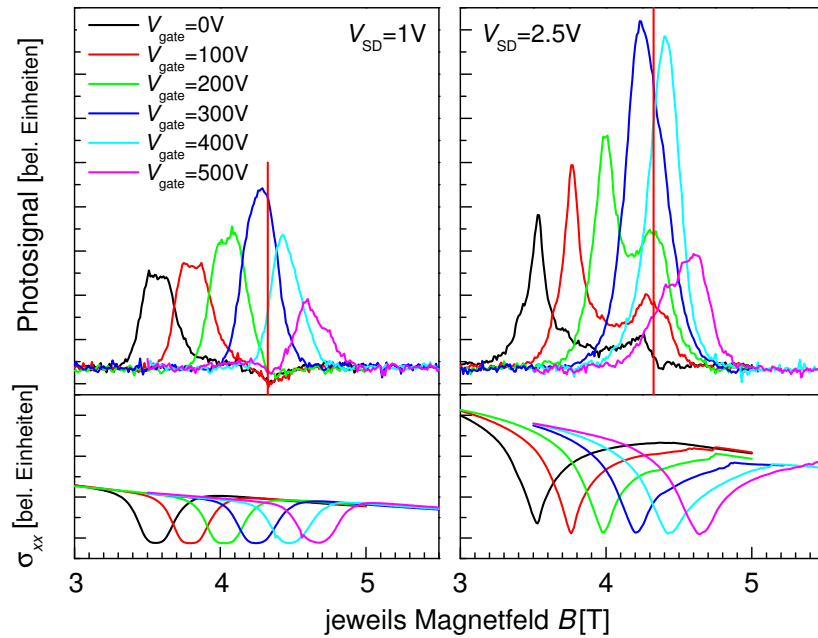 V_gate=0V
V_gate=100V
V_gate=200V
V_gate=300V
V_gate=400V
V_gate=500V
V_SD=1V
V_SD=2.5V
Photosignal [bel. Einheiten]
σ_xx [bel. Einheiten]
3 4 5 3 4 5
jeweils Magnetfeld B[T]